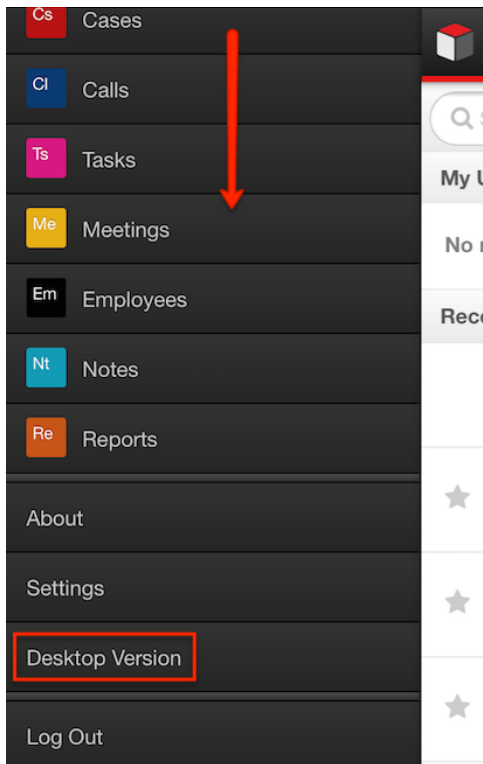 Cs Cases
Cl Calls
Ts Tasks
Me Meetings
Em Employees
Nt Notes
Re Reports
About
Settings
Desktop Version
Log Out
My
No
Rec